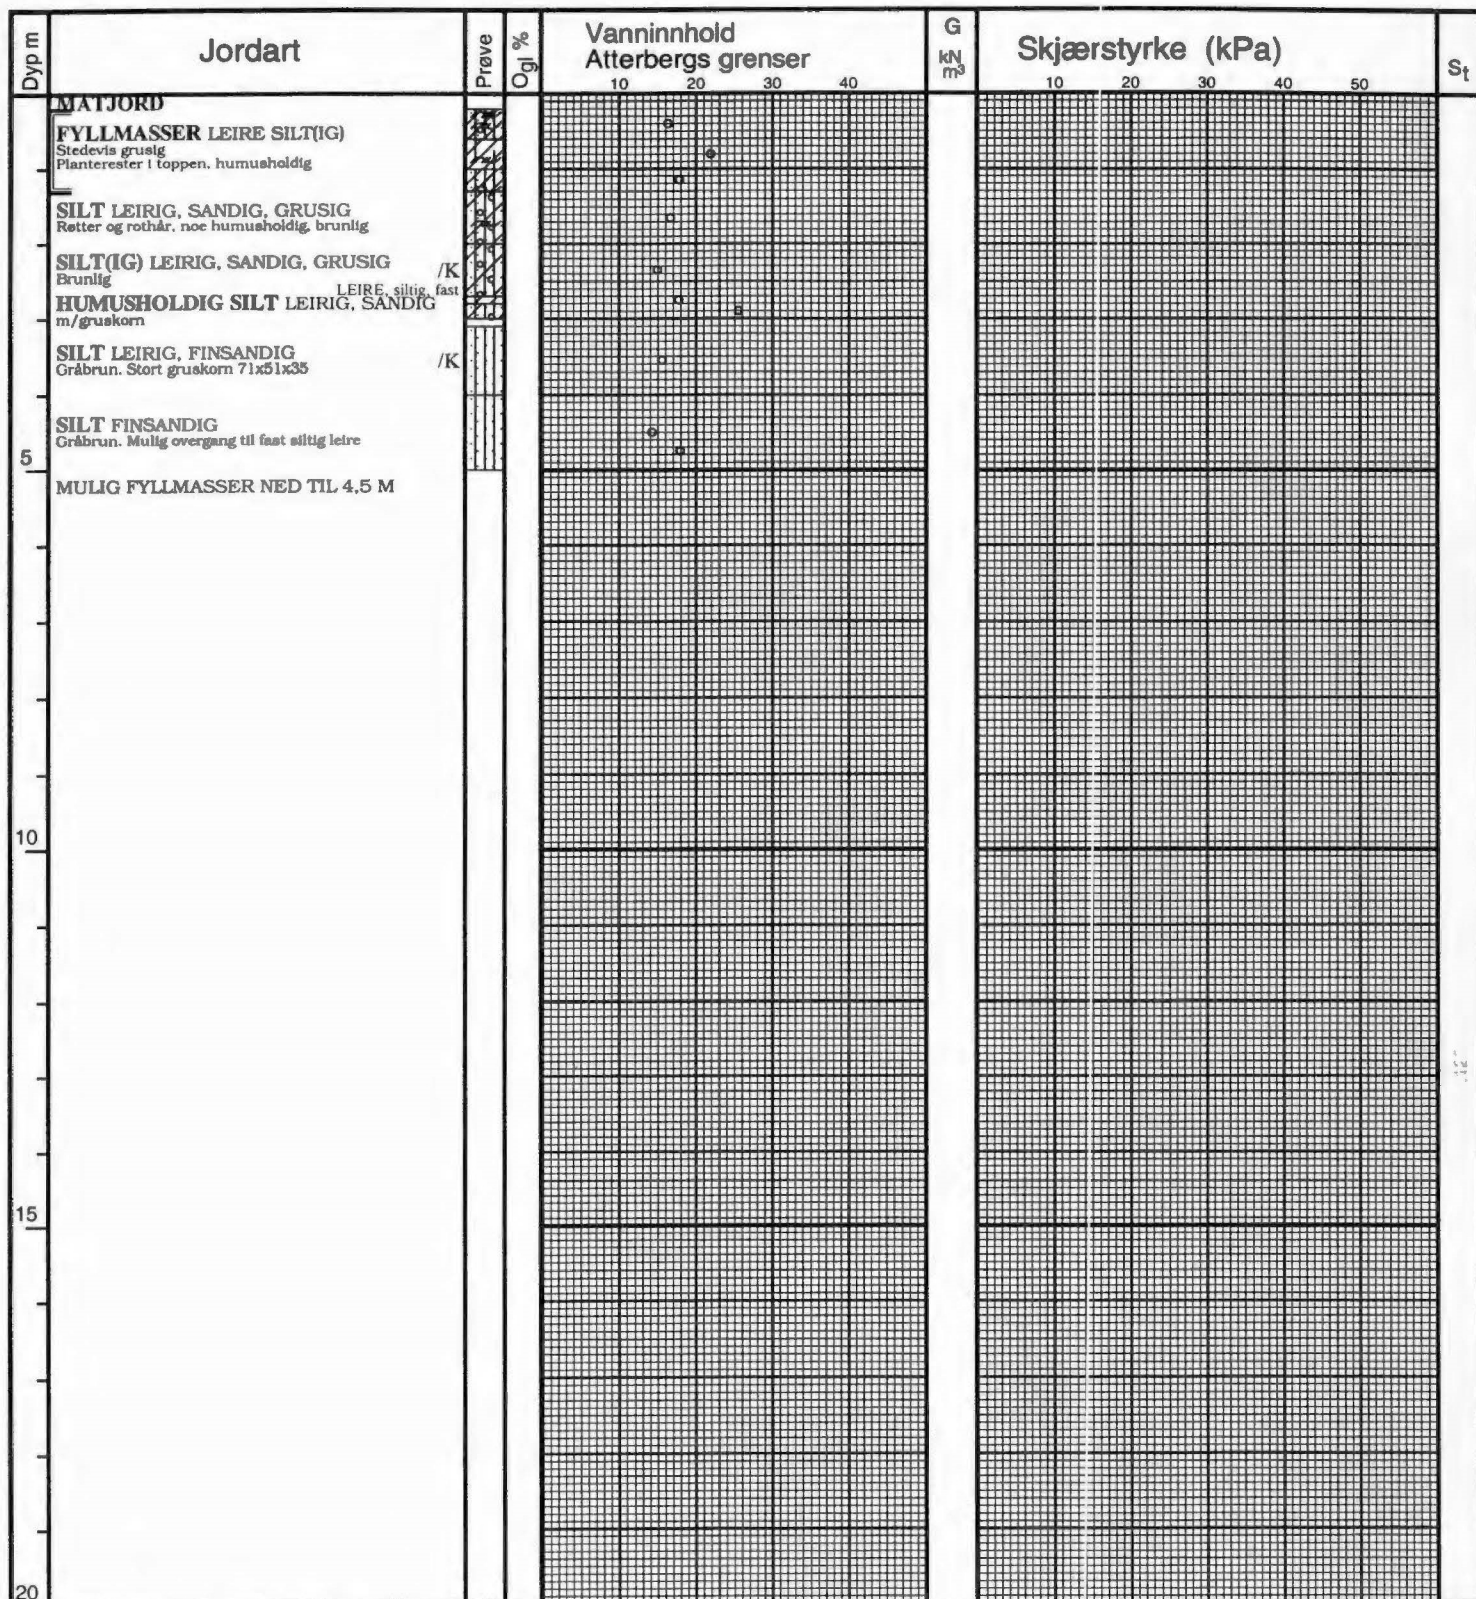 Dyp m
Jordart
Prøve
Ogl %
Vanninnhold
Atterbergs grenser
10 20 30 40
G
kN
m³
Skjærstyrke (kPa)
10 20 30 40 50
St
MATJORD
FYLLMASSER LEIRE SILT(IG)
Stedevis grusig
Planterester i toppen, humusholdig
SILT LEIRIG, SANDIG, GRUSIG
Røtter og rothår, noe humusholdig, brunlig
SILT(IG) LEIRIG, SANDIG, GRUSIG /K
Brunlig
LEIRE, siltig, fast
HUMUSHOLDIG SILT LEIRIG, SANDIG
m/gruskorn
SILT LEIRIG, FINSANDIG /K
Gråbrun. Stort gruskorn 71x51x35
SILT FINSANDIG
Gråbrun. Mulig overgang til fast siltig leire
5
MULIG FYLLMASSER NED TIL 4,5 M
10
15
20